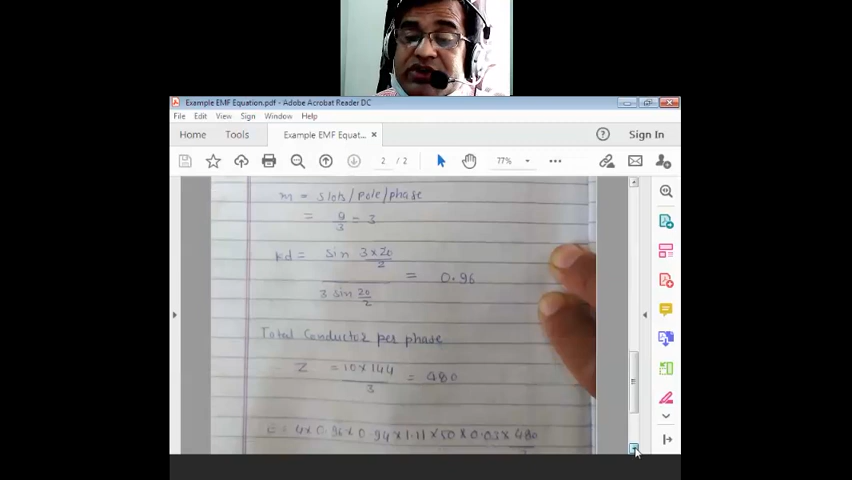 Example EMF Equation.pdf - Adobe Acrobat Reader DC
File Edit View Sign Window Help
Home Tools Example EMF Equat... × Sign In
2 / 2 77%
m = Slots/Pole/phase
= 9/3 = 3
kd = sin 3×20/2 / 3 sin 20/2 = 0.96
Total Conductor per phase
Z = 10×144/3 = 480
E = 4×0.96×0.94×1.11×50×0.03×480